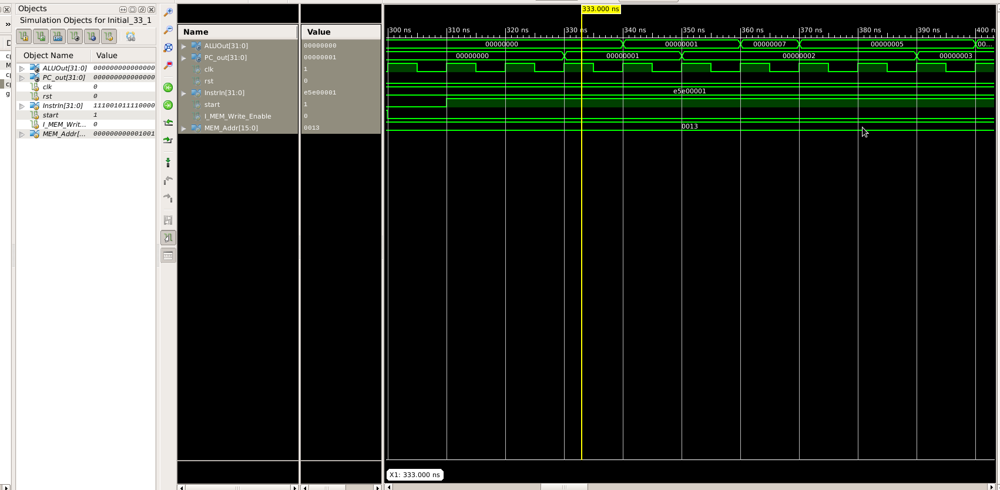 Objects
Simulation Objects for Initial_33_1
Object Name Value
ALUOut[31:0] 000000000000000
PC_out[31:0] 000000000000000
clk 0
rst 0
InstrIn[31:0] 111001011110000
start 1
I_MEM_Writ... 0
MEM_Addr[... 000000000001001
Name Value
ALUOut[31:0] 00000000
PC_out[31:0] 00000001
clk 1
rst 0
InstrIn[31:0] e5e00001
start 1
I_MEM_Write_Enable 0
MEM_Addr[15:0] 0013
333.000 ns
300 ns 310 ns 320 ns 330 ns 340 ns 350 ns 360 ns 370 ns 380 ns 390 ns 400 n
00000000 00000001 00000007 00000005 00...
00000000 00000001 00000002 00000003
e5e00001
0013
X1: 333.000 ns